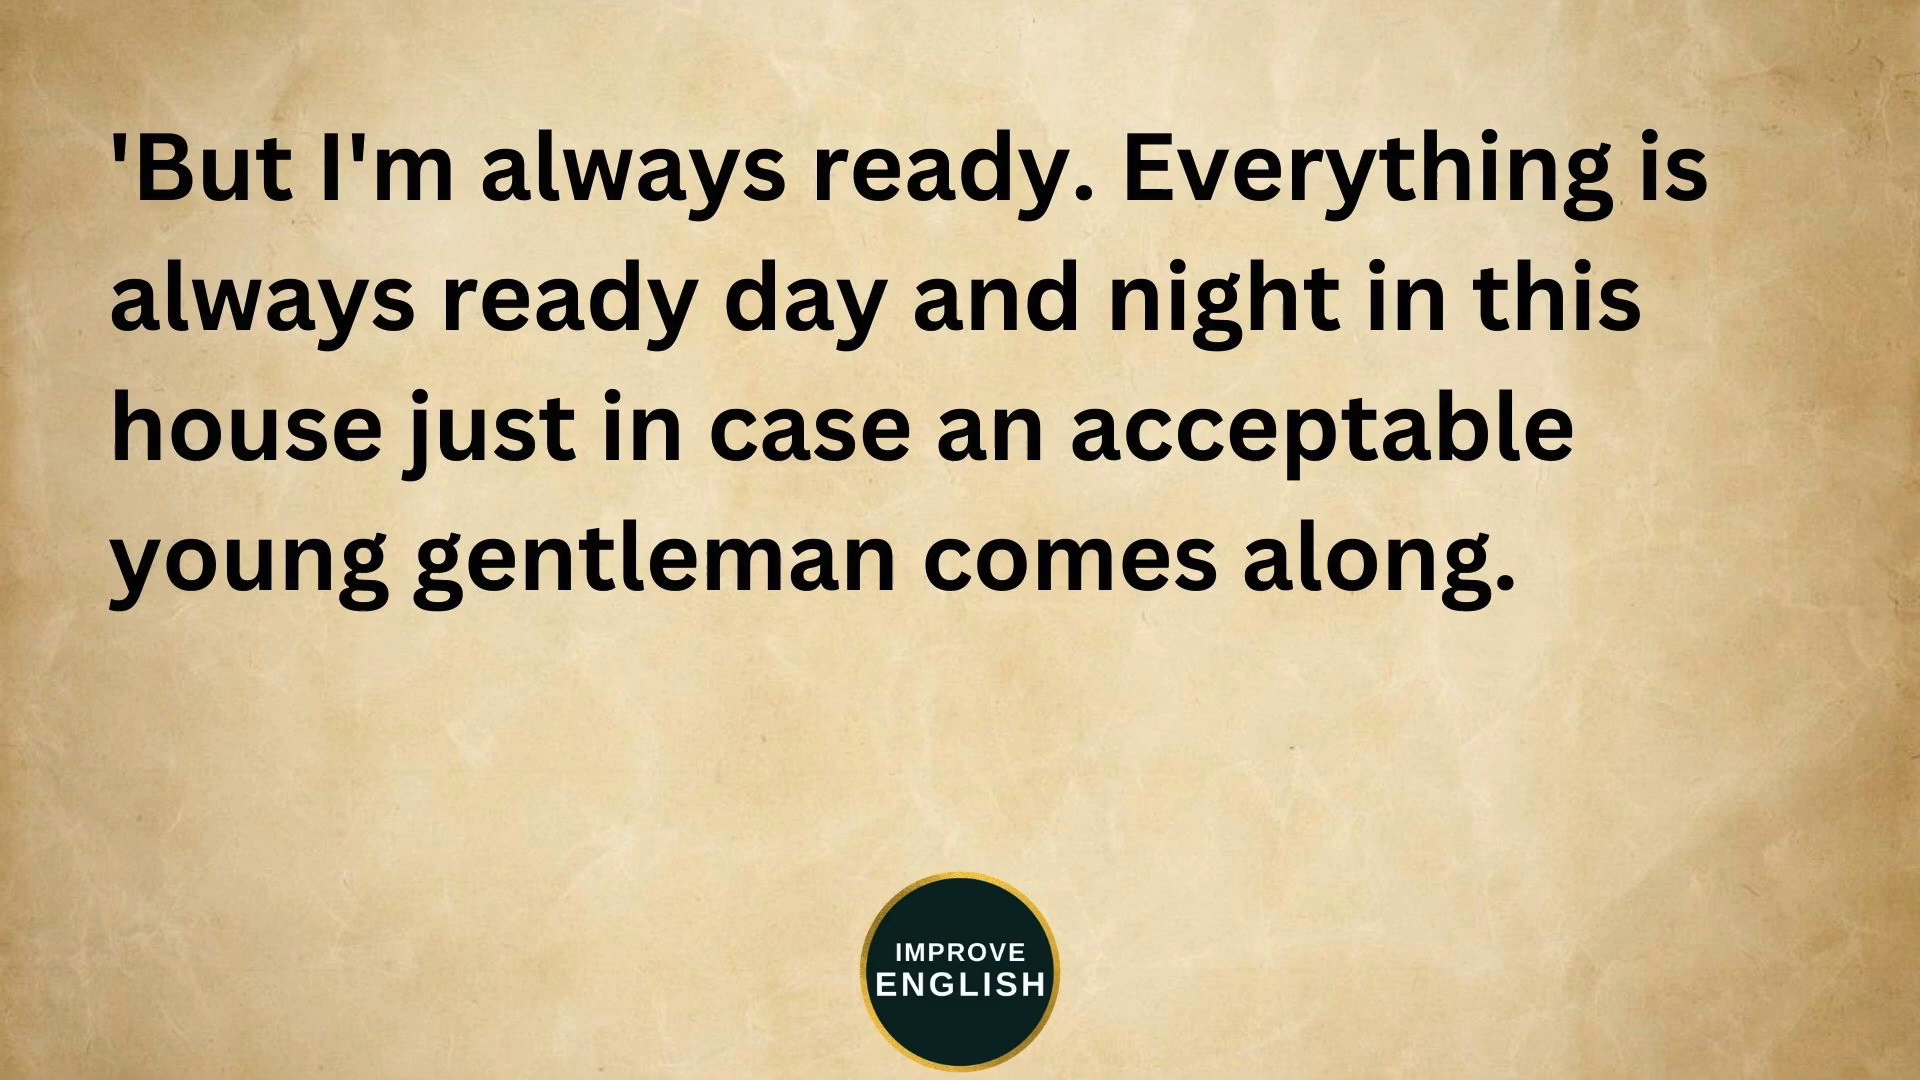 'But I'm always ready. Everything is
always ready day and night in this
house just in case an acceptable
young gentleman comes along.
IMPROVE
ENGLISH